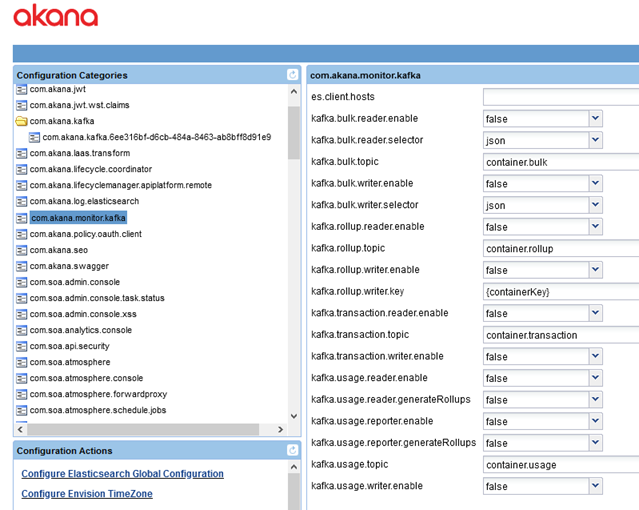 akana
Configuration Categories
com.akana.jwt
com.akana.jwt.wst.claims
com.akana.kafka
com.akana.kafka.6ee316bf-d6cb-484a-8463-ab8bff8d91e9
com.akana.laas.transform
com.akana.lifecycle.coordinator
com.akana.lifecyclemanager.apiplatform.remote
com.akana.log.elasticsearch
com.akana.monitor.kafka
com.akana.policy.oauth.client
com.akana.seo
com.akana.swagger
com.soa.admin.console
com.soa.admin.console.task.status
com.soa.admin.console.xss
com.soa.analytics.console
com.soa.api.security
com.soa.atmosphere
com.soa.atmosphere.console
com.soa.atmosphere.forwardproxy
com.soa.atmosphere.schedule.jobs
Configuration Actions
Configure Elasticsearch Global Configuration
Configure Envision TimeZone
com.akana.monitor.kafka
es.client.hosts
kafka.bulk.reader.enable false
kafka.bulk.reader.selector json
kafka.bulk.topic container.bulk
kafka.bulk.writer.enable false
kafka.bulk.writer.selector json
kafka.rollup.reader.enable false
kafka.rollup.topic container.rollup
kafka.rollup.writer.enable false
kafka.rollup.writer.key {containerKey}
kafka.transaction.reader.enable false
kafka.transaction.topic container.transaction
kafka.transaction.writer.enable false
kafka.usage.reader.enable false
kafka.usage.reader.generateRollups false
kafka.usage.reporter.enable false
kafka.usage.reporter.generateRollups false
kafka.usage.topic container.usage
kafka.usage.writer.enable false